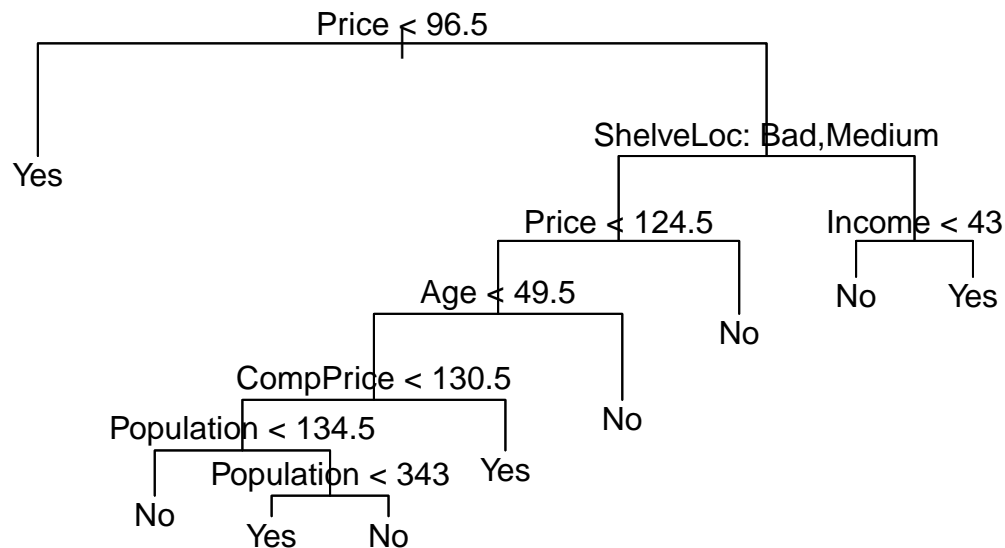 Price < 96.5
ShelveLoc: Bad,Medium
Yes
Price < 124.5
Income < 43
Age < 49.5
No
Yes
No
CompPrice < 130.5
No
Population < 134.5
Population < 343
Yes
No
Yes
No